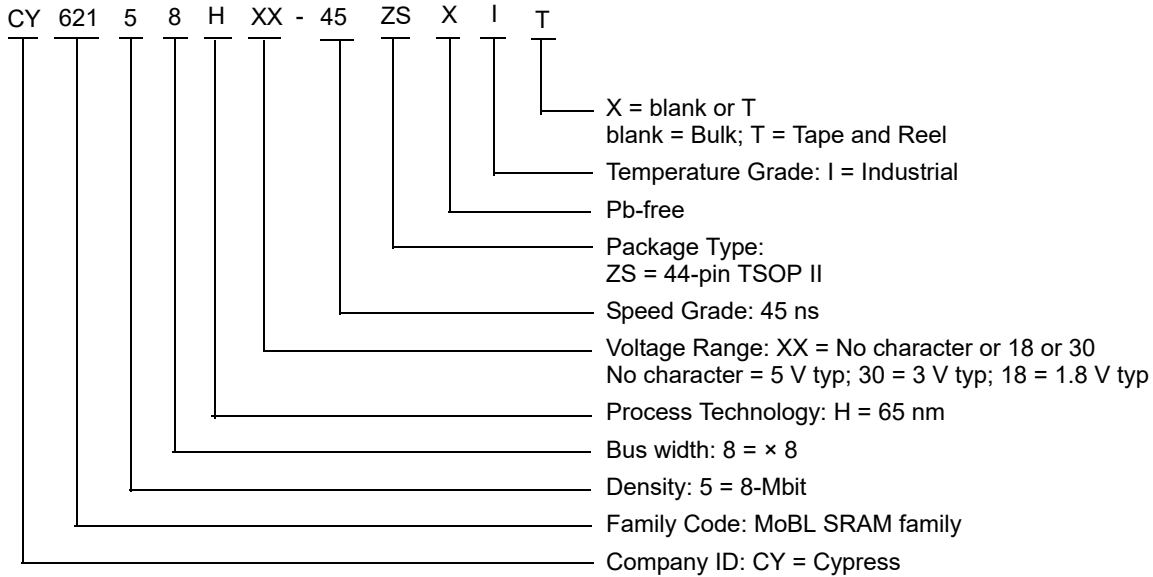 CY 621 5 8 H XX - 45 ZS X I T
X = blank or T
blank = Bulk; T = Tape and Reel
Temperature Grade: I = Industrial
Pb-free
Package Type:
ZS = 44-pin TSOP II
Speed Grade: 45 ns
Voltage Range: XX = No character or 18 or 30
No character = 5 V typ; 30 = 3 V typ; 18 = 1.8 V typ
Process Technology: H = 65 nm
Bus width: 8 = × 8
Density: 5 = 8-Mbit
Family Code: MoBL SRAM family
Company ID: CY = Cypress